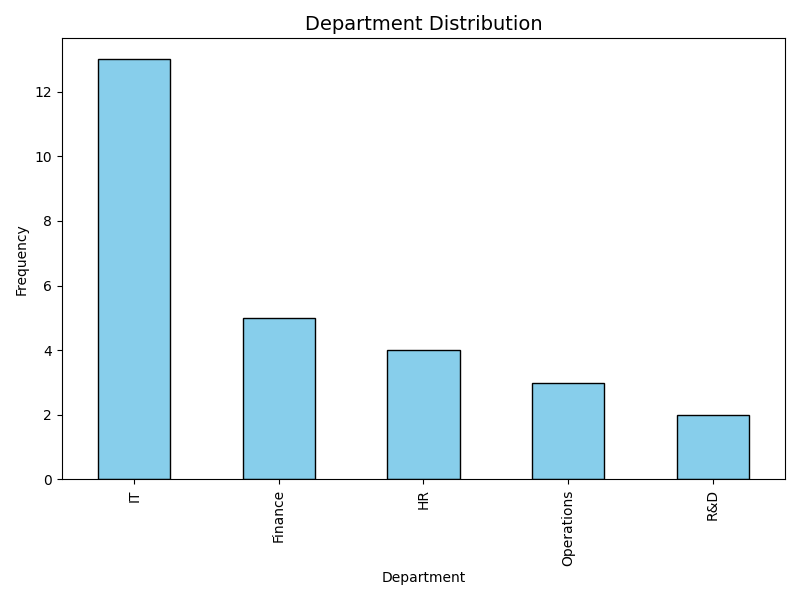 Department Distribution
12
10
8
6
4
2
0
Frequency
IT
Finance
HR
Operations
R&D
Department